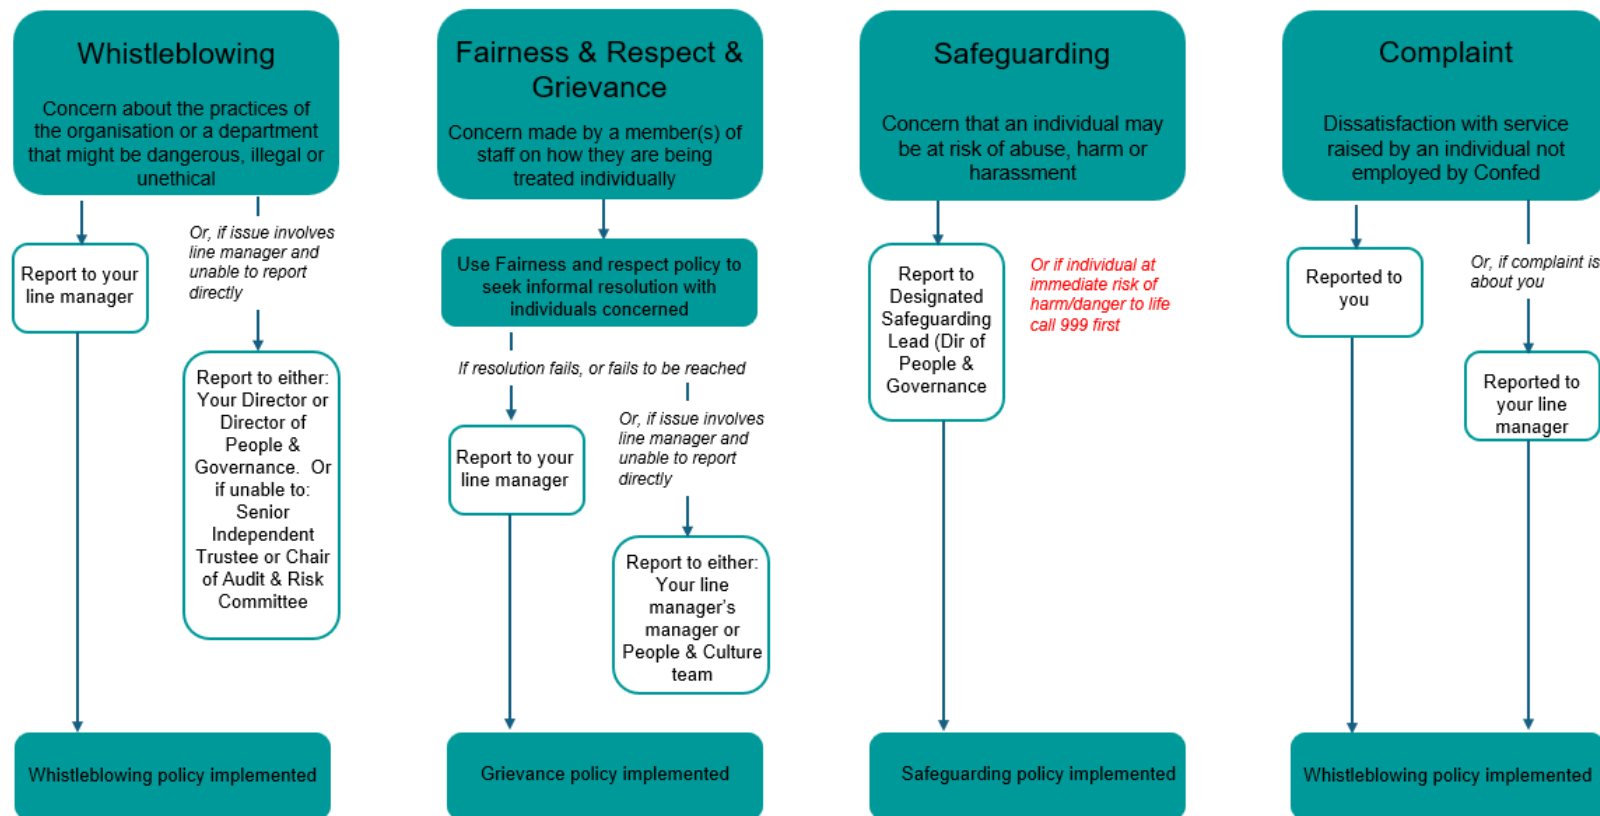 Whistleblowing
Concern about the practices of
the organisation or a department
that might be dangerous, illegal or
unethical
Report to your
line manager
Or, if issue involves
line manager and
unable to report
directly
Report to either:
Your Director or
Director of
People &
Governance.  Or
if unable to:
Senior
Independent
Trustee or Chair
of Audit & Risk
Committee
Whistleblowing policy implemented
Fairness & Respect &
Grievance
Concern made by a member(s) of
staff on how they are being
treated individually
Use Fairness and respect policy to
seek informal resolution with
individuals concerned
If resolution fails, or fails to be reached
Report to your
line manager
Or, if issue involves
line manager and
unable to report
directly
Report to either:
Your line
manager’s
manager or
People & Culture
team
Grievance policy implemented
Safeguarding
Concern that an individual may
be at risk of abuse, harm or
harassment
Report to
Designated
Safeguarding
Lead (Dir of
People &
Governance
Or if individual at
immediate risk of
harm/danger to life
call 999 first
Safeguarding policy implemented
Complaint
Dissatisfaction with service
raised by an individual not
employed by Confed
Reported to
you
Or, if complaint is
about you
Reported to
your line
manager
Whistleblowing policy implemented